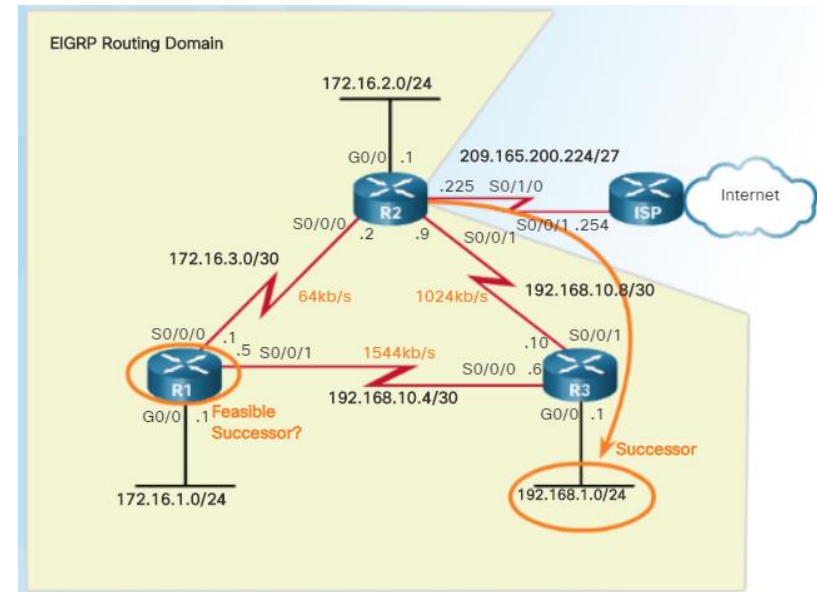 EIGRP Routing Domain
172.16.2.0/24
G0/0 .1
209.165.200.224/27
.225 S0/1/0
Internet
R2
ISP
S0/0/0
.2
.9
S0/0/1
S0/0/1 .254
172.16.3.0/30
64kb/s
1024kb/s
192.168.10.8/30
S0/0/0
.1
.10
S0/0/1
.5 S0/0/1
1544kb/s
S0/0/0 .6
R1
R3
192.168.10.4/30
G0/0 .1
Feasible
Successor?
G0/0 .1
Successor
172.16.1.0/24
192.168.1.0/24